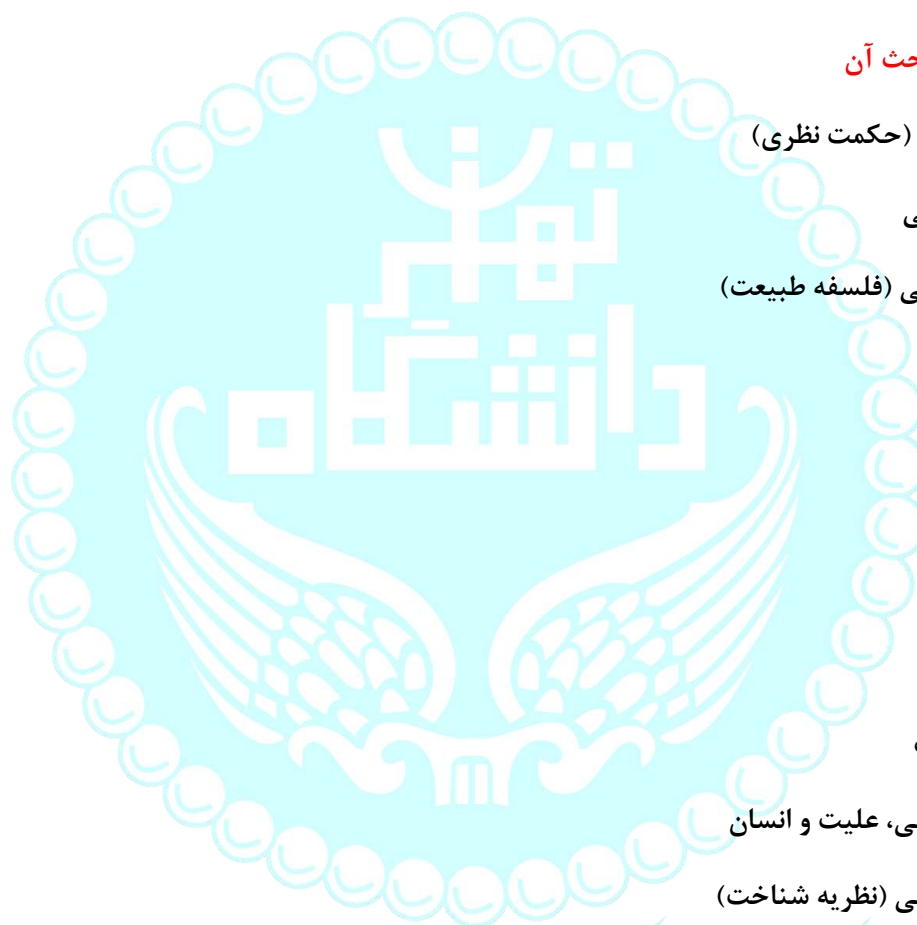 حث آن
(حکمت نظری)
ی
ی (فلسفه طبیعت)
ی، علیت و انسان
ی (نظریه شناخت)
دانشگاه
تهران